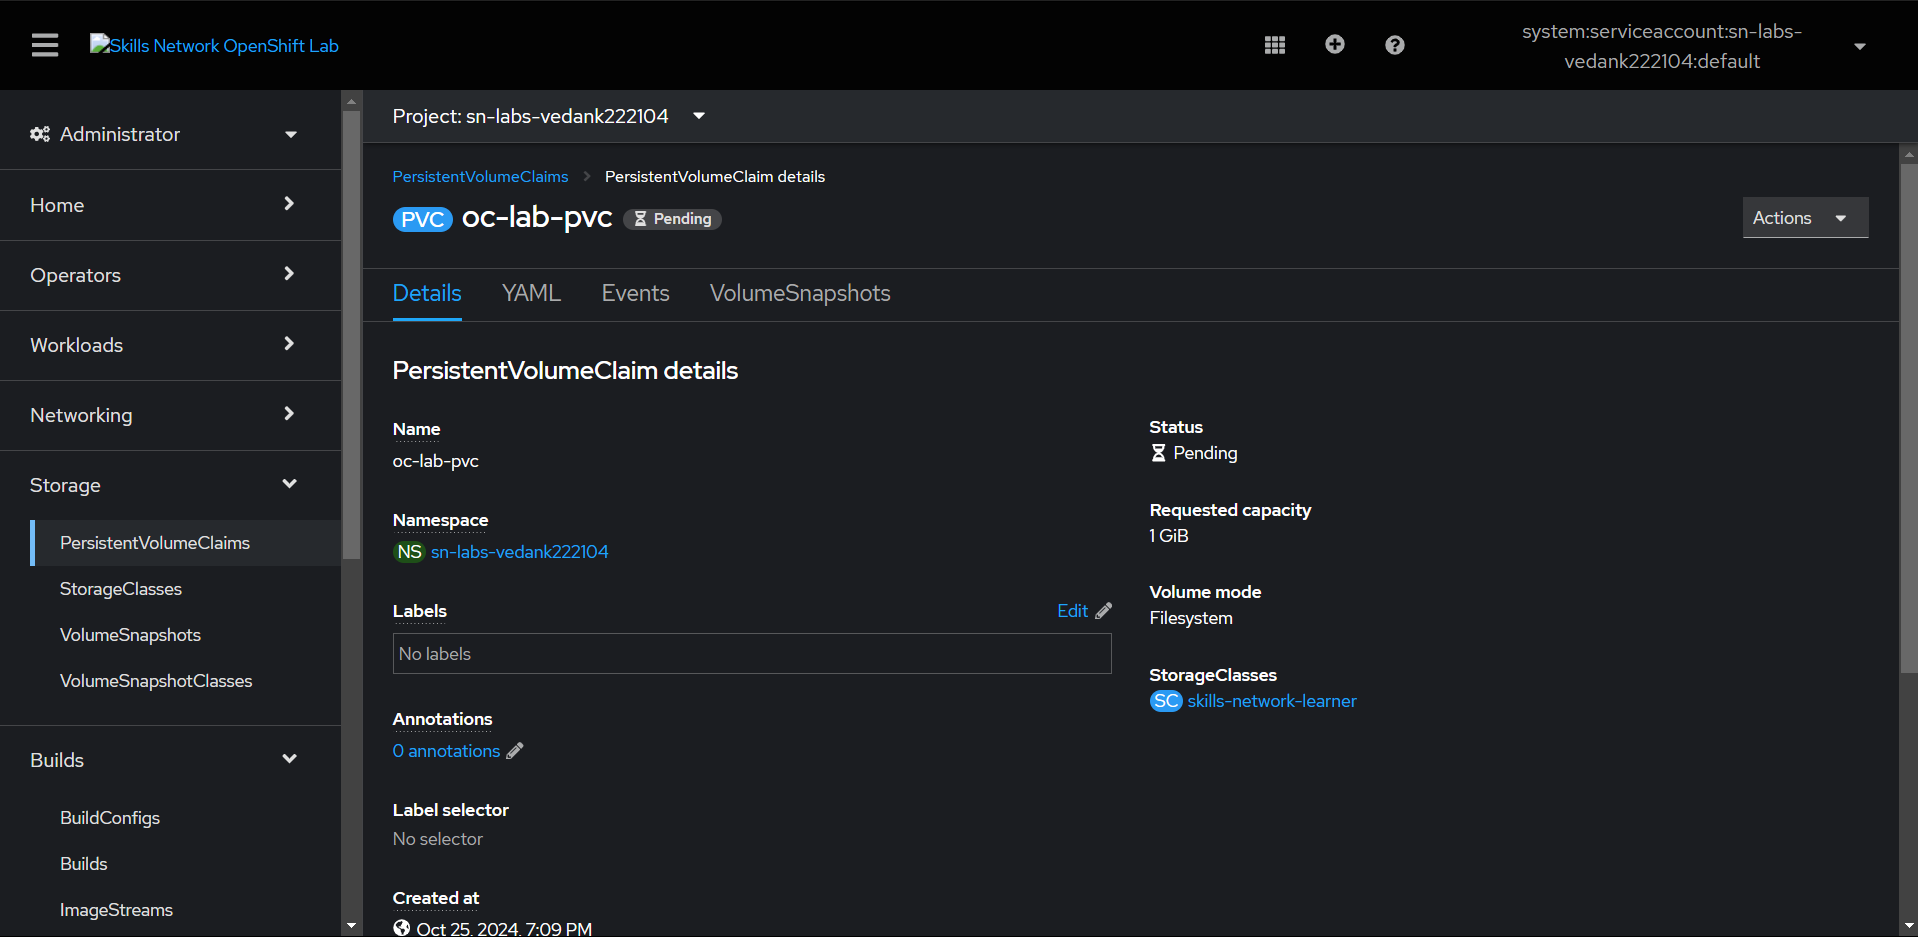 Skills Network OpenShift Lab
system:serviceaccount:sn-labs-
vedank222104:default
Administrator
Home
Operators
Workloads
Networking
Storage
PersistentVolumeClaims
StorageClasses
VolumeSnapshots
VolumeSnapshotClasses
Builds
BuildConfigs
Builds
ImageStreams
Project: sn-labs-vedank222104
PersistentVolumeClaims PersistentVolumeClaim details
PVC oc-lab-pvc Pending
Actions
Details YAML Events VolumeSnapshots
PersistentVolumeClaim details
Name
oc-lab-pvc
Namespace
NS sn-labs-vedank222104
Labels Edit
No labels
Annotations
0 annotations
Label selector
No selector
Created at
Oct 25, 2024, 7:09 PM
Status
Pending
Requested capacity
1 GiB
Volume mode
Filesystem
StorageClasses
SC skills-network-learner